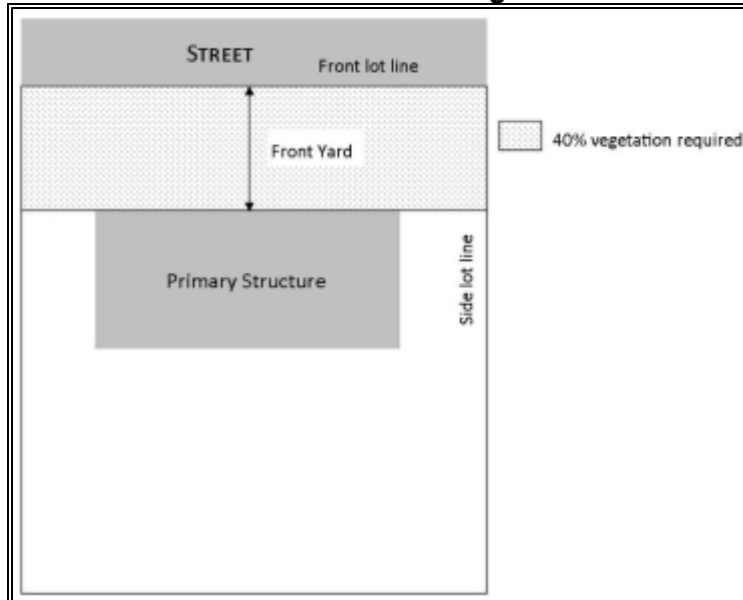 STREET
Front lot line
Front Yard
40% vegetation required
Primary Structure
Side lot line